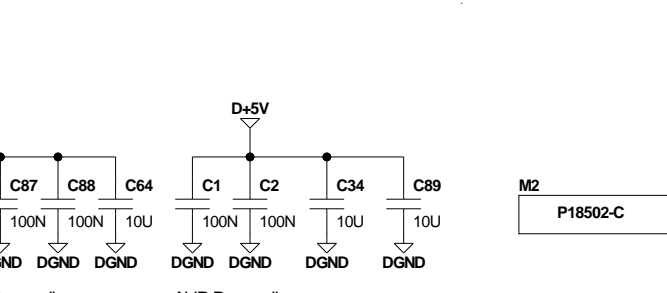 D+5V
C87 C88 C64 C1 C2 C34 C89 M2
P18502-C
100N 100N 10U 100N 100N 10U 10U
DGND DGND DGND DGND DGND DGND